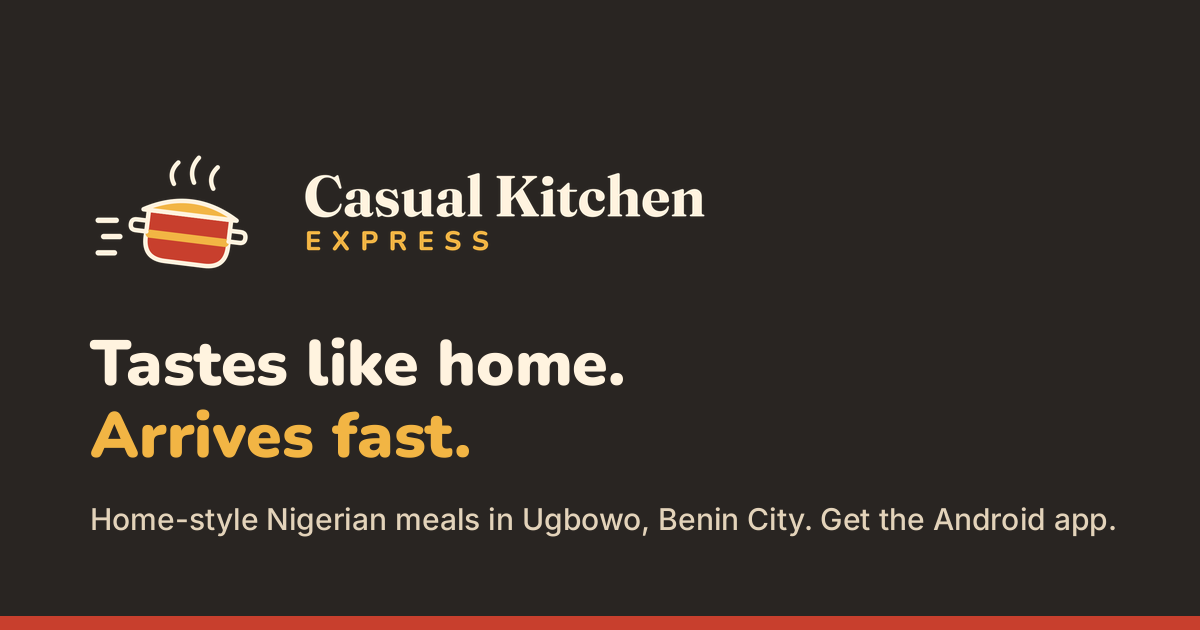 Casual Kitchen
EXPRESS
Tastes like home.
Arrives fast.
Home-style Nigerian meals in Ugbowo, Benin City. Get the Android app.